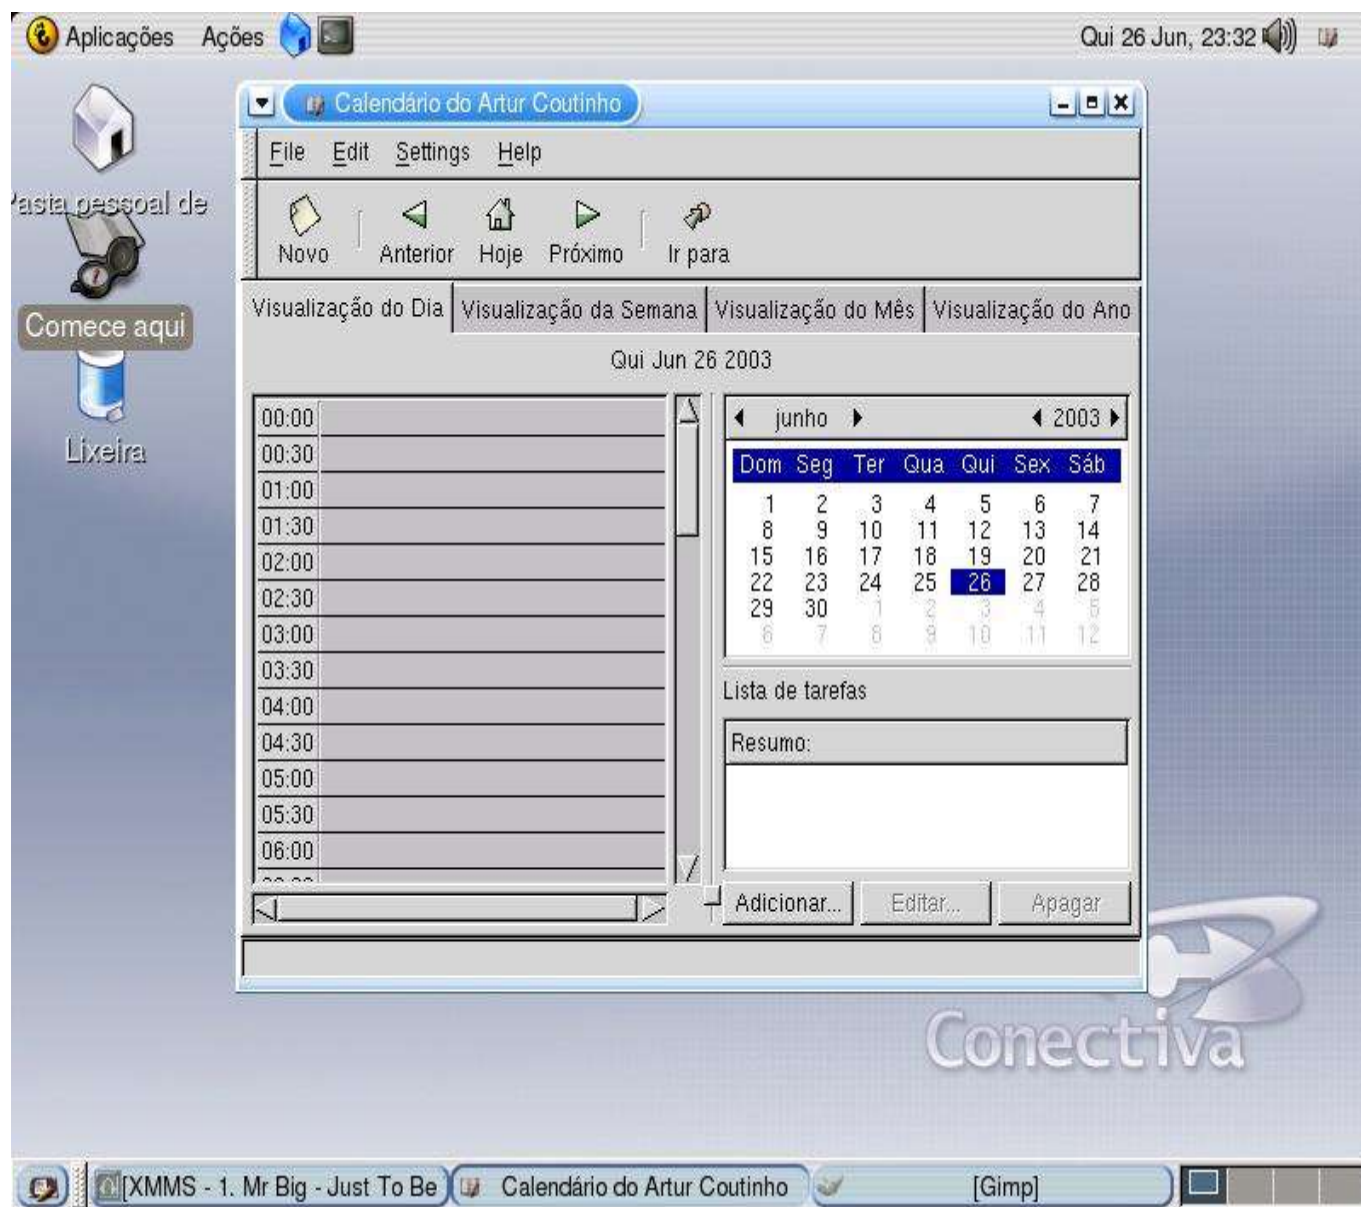 Aplicações Ações Qui 26 Jun, 23:32
Calendário do Artur Coutinho
File Edit Settings Help
Pasta pessoal de
Novo Anterior Hoje Próximo Ir para
Comece aqui
Visualização do Dia Visualização da Semana Visualização do Mês Visualização do Ano
Qui Jun 26 2003
Lixeira
00:00
00:30
01:00
01:30
02:00
02:30
03:00
03:30
04:00
04:30
05:00
05:30
06:00
junho 2003
Dom Seg Ter Qua Qui Sex Sáb
1 2 3 4 5 6 7
8 9 10 11 12 13 14
15 16 17 18 19 20 21
22 23 24 25 26 27 28
29 30 1 2 3 4 5
6 7 8 9 10 11 12
Lista de tarefas
Resumo:
Adicionar... Editar... Apagar
Conectiva
[XMMS - 1. Mr Big - Just To Be Calendário do Artur Coutinho [Gimp]